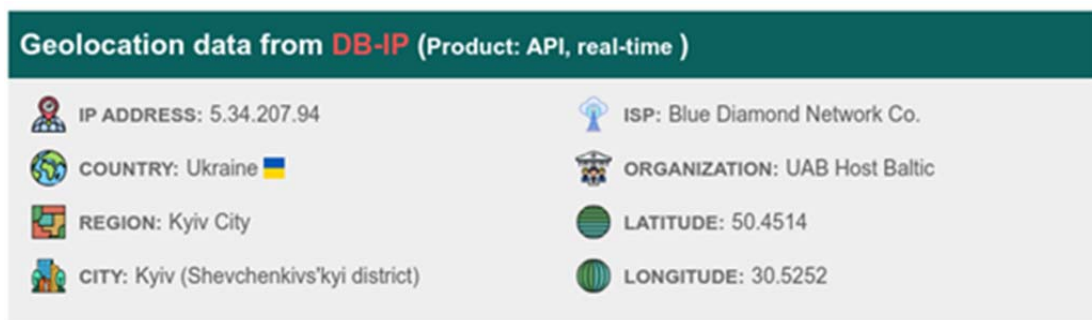 Geolocation data from DB-IP (Product: API, real-time )
IP ADDRESS: 5.34.207.94
COUNTRY: Ukraine
REGION: Kyiv City
CITY: Kyiv (Shevchenkivs'kyi district)
ISP: Blue Diamond Network Co.
ORGANIZATION: UAB Host Baltic
LATITUDE: 50.4514
LONGITUDE: 30.5252